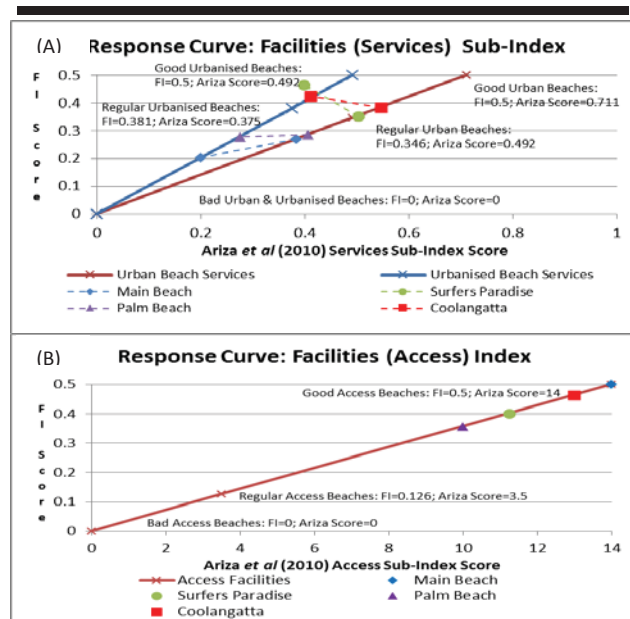 (A) Response Curve: Facilities (Services) Sub-Index
FI Score
0.5
0.4
0.3
0.2
0.1
0
Good Urbanised Beaches:
FI=0.5; Ariza Score=0.492
Good Urban Beaches:
FI=0.5; Ariza Score=0.711
Regular Urbanised Beaches:
FI=0.381; Ariza Score=0.375
Regular Urban Beaches:
FI=0.346; Ariza Score=0.492
Bad Urban & Urbanised Beaches: FI=0; Ariza Score=0
0 0.2 0.4 0.6 0.8 1
Ariza et al (2010) Services Sub-Index Score
Urban Beach Services Urbanised Beach Services
Main Beach Surfers Paradise
Palm Beach Coolangatta
(B) Response Curve: Facilities (Access) Index
FI Score
0.5
0.4
0.3
0.2
0.1
0
Good Access Beaches: FI=0.5; Ariza Score=14
Regular Access Beaches: FI=0.126; Ariza Score=3.5
Bad Access Beaches: FI=0; Ariza Score=0
0 2 4 6 8 10 12 14
Ariza et al (2010) Access Sub-Index Score
Access Facilities Main Beach
Surfers Paradise Palm Beach
Coolangatta